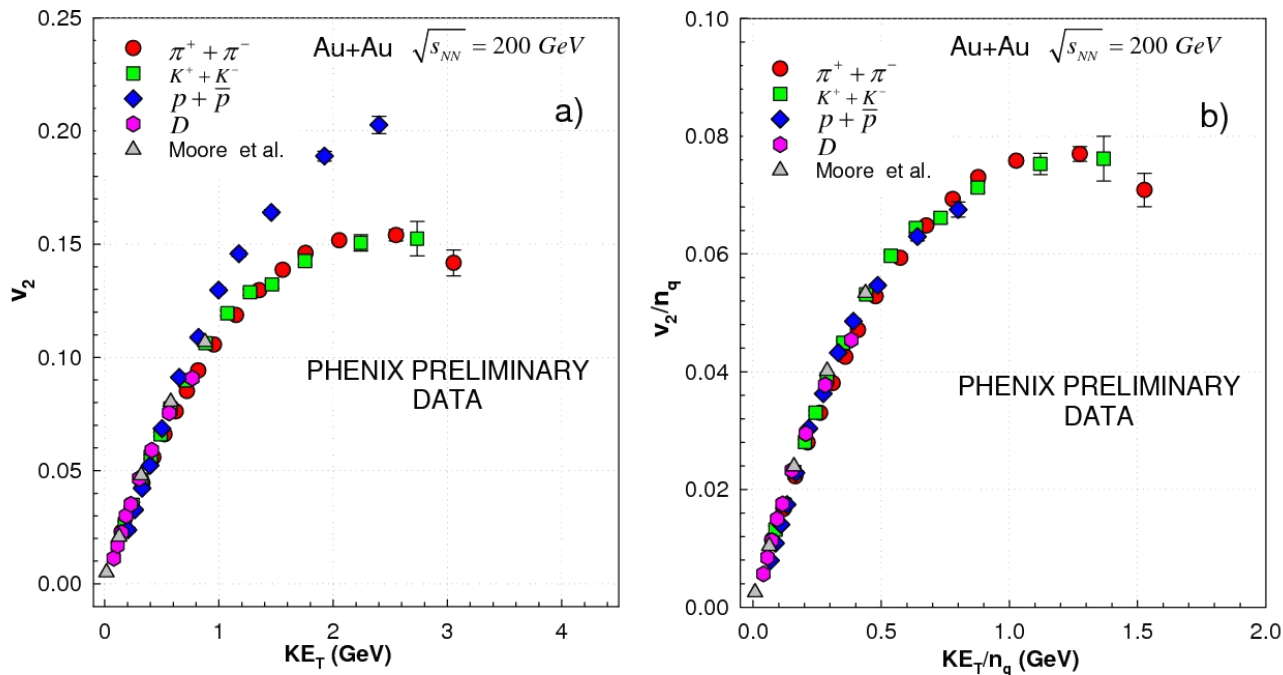 Au+Au √s_NN = 200 GeV
π⁺ + π⁻
K⁺ + K⁻
p + p̅
D
Moore et al.
a)
PHENIX PRELIMINARY
DATA
v₂
0.25
0.20
0.15
0.10
0.05
0.00
0 1 2 3 4
KE_T (GeV)
Au+Au √s_NN = 200 GeV
π⁺ + π⁻
K⁺ + K⁻
p + p̅
D
Moore et al.
b)
PHENIX PRELIMINARY
DATA
v₂/n_q
0.10
0.08
0.06
0.04
0.02
0.00
0.0 0.5 1.0 1.5 2.0
KE_T/n_q (GeV)